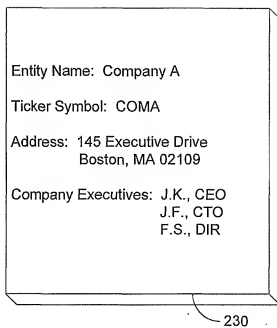 Entity Name: Company A
Ticker Symbol: COMA
Address: 145 Executive Drive
Boston, MA 02109
Company Executives: J.K., CEO
J.F., CTO
F.S., DIR
230